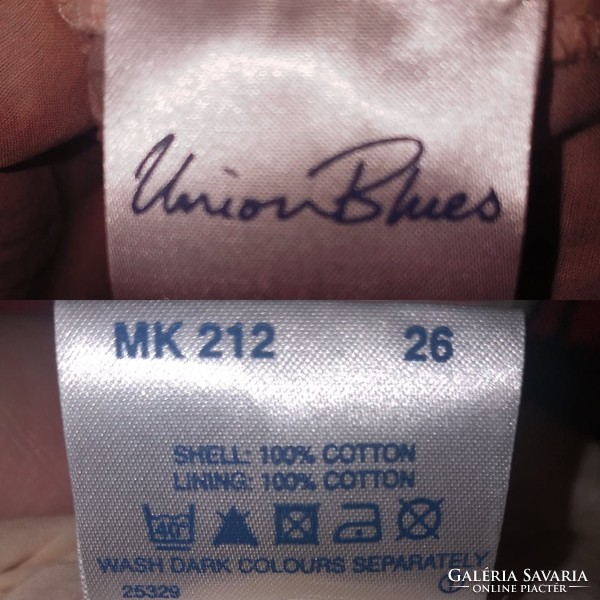 Union Blues
MK 212 26
SHELL: 100% COTTON
LINING: 100% COTTON
40°
WASH DARK COLOURS SEPARATELY
25329
GALÉRIA SAVARIA
ONLINE PIACTÉR